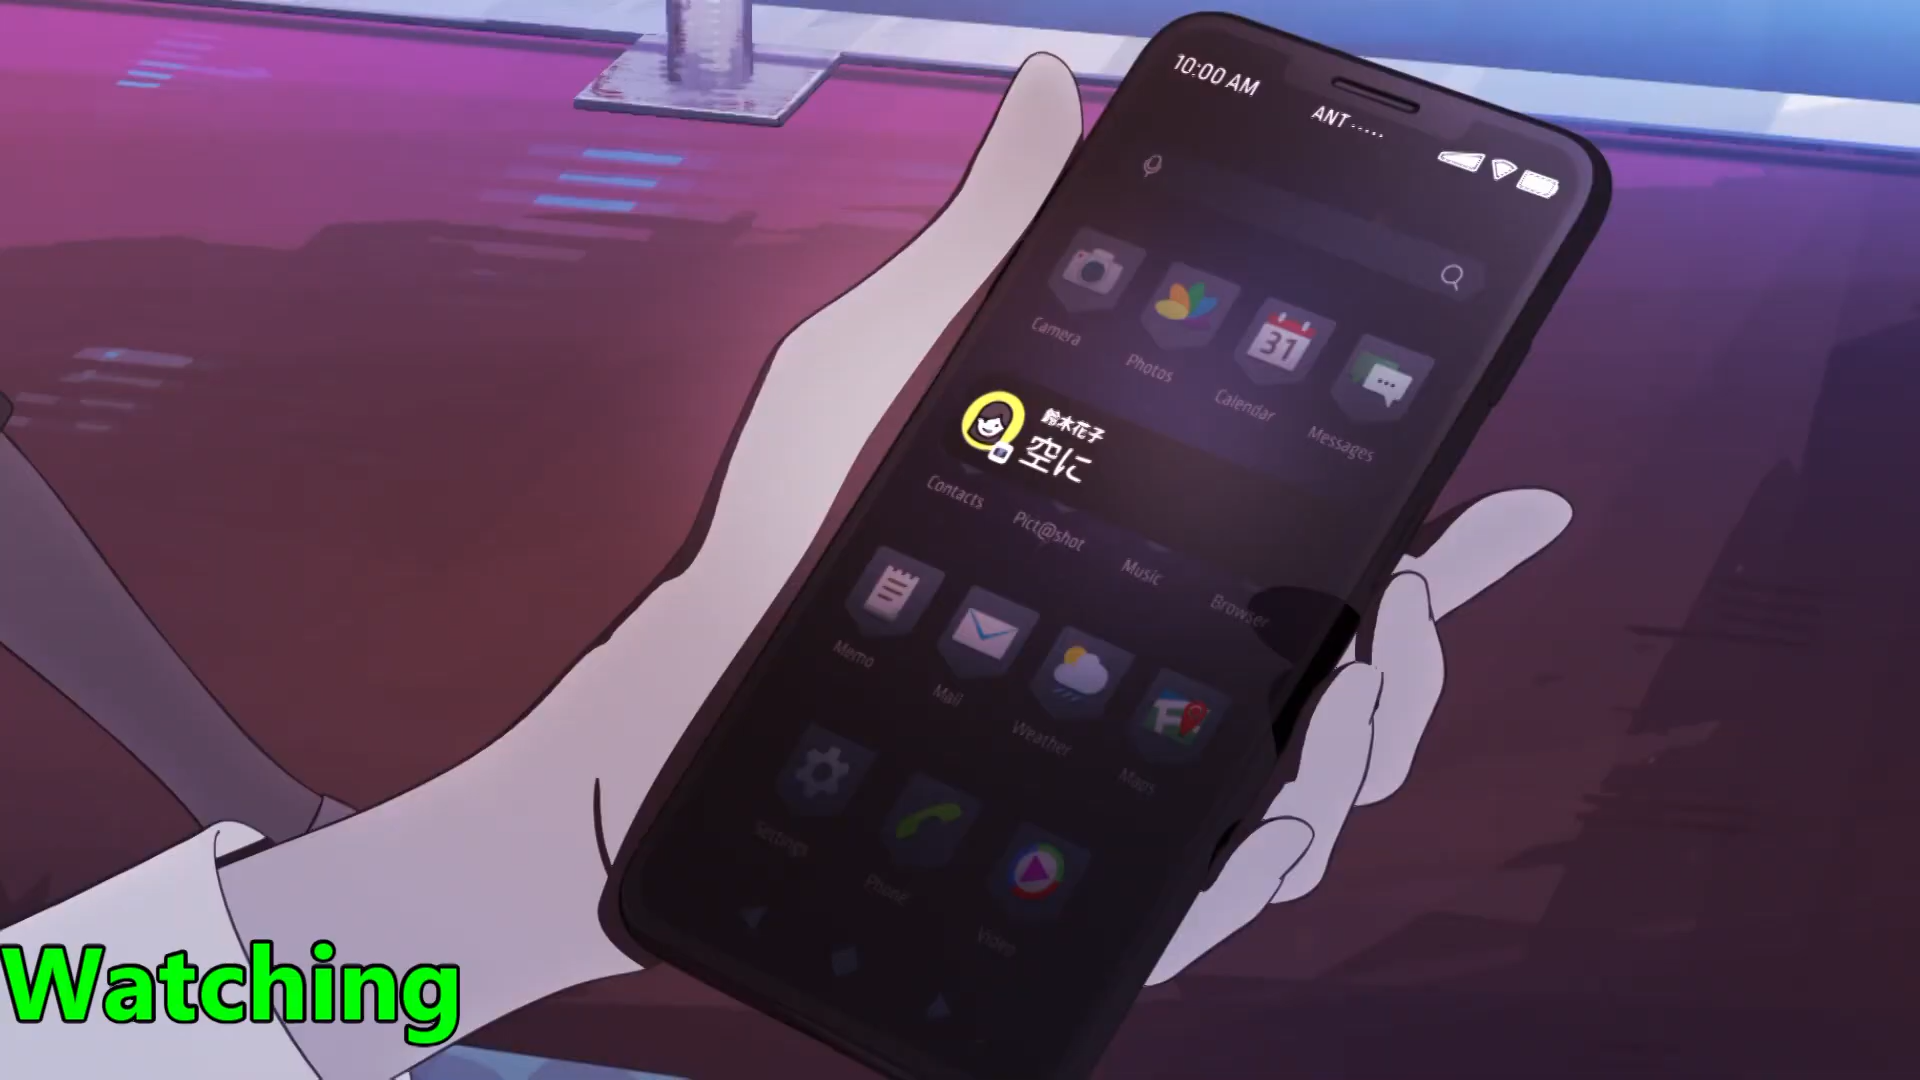 10:00 AM
ANT.....
Camera
Photos
31
Calendar
Messages
鈴木花子
空に
Contacts
Pict@shot
Music
Browser
Memo
Mail
Weather
Maps
Settings
Phone
Video
Watching